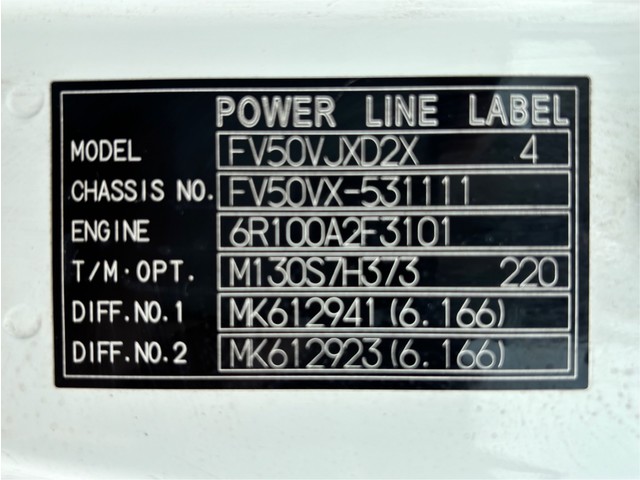 POWER LINE LABEL
MODEL FV50VJXD2X 4
CHASSIS NO. FV50VX-531111
ENGINE 6R100A2F3101
T/M·OPT. M130S7H373 220
DIFF.NO.1 MK612941(6.166)
DIFF.NO.2 MK612923(6.166)